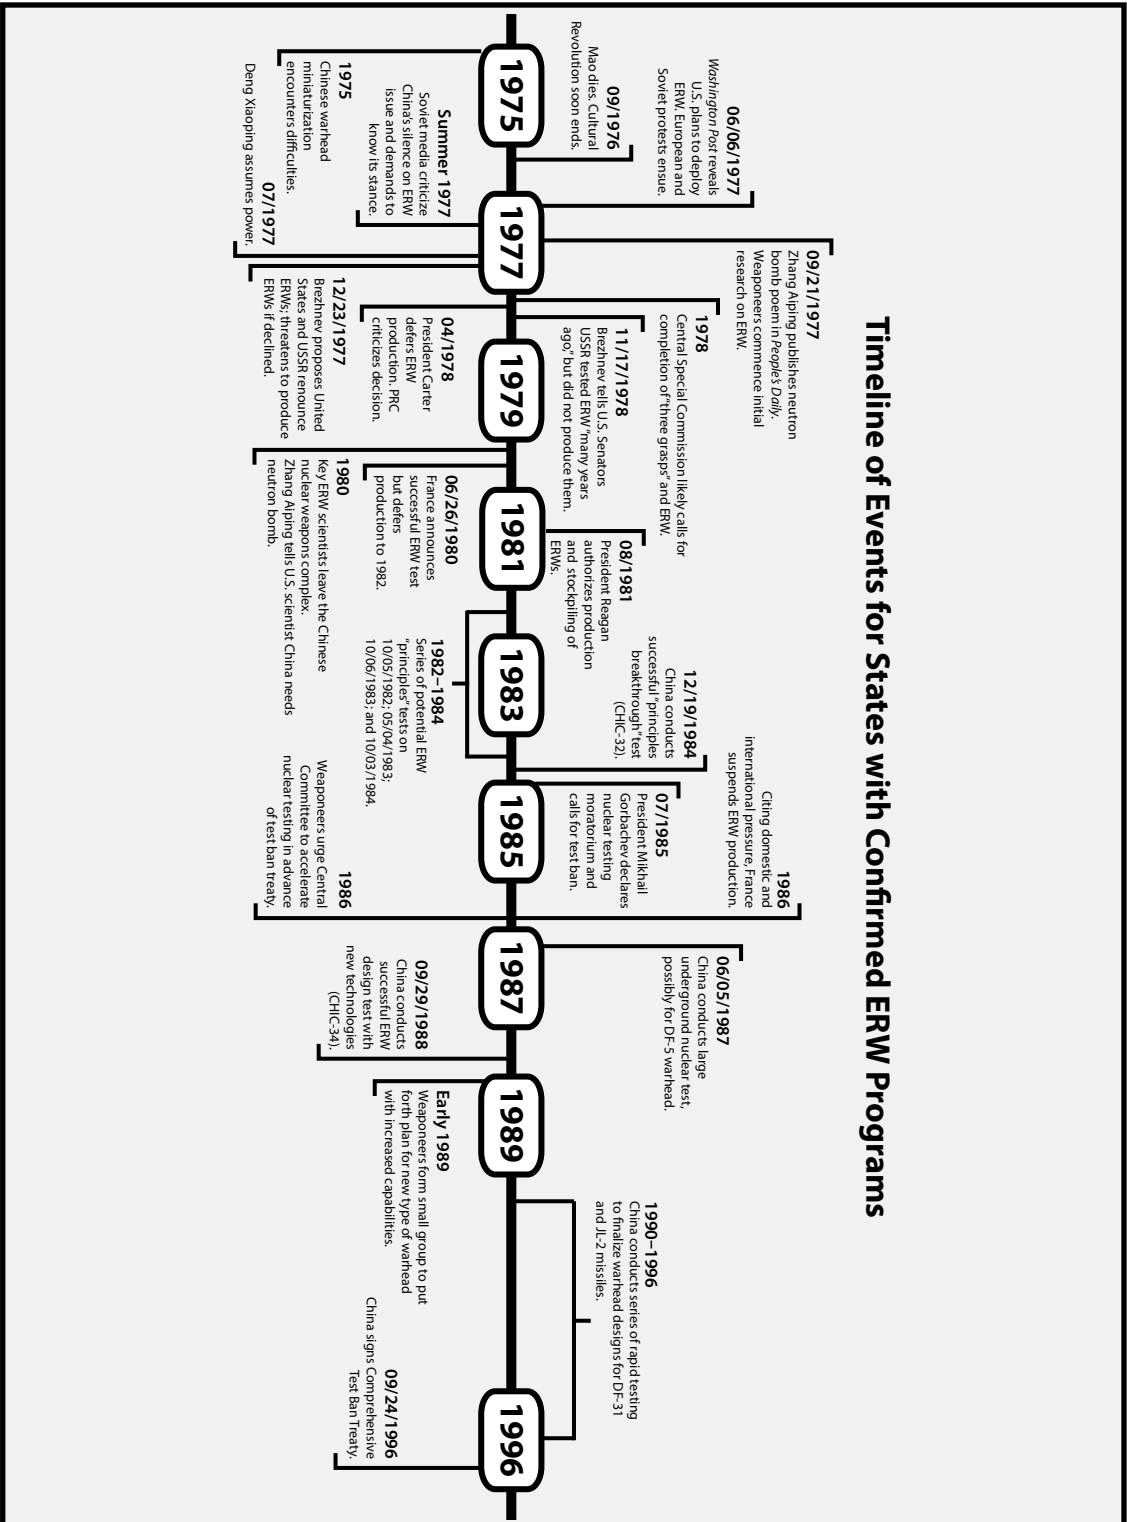 Timeline of Events for States with Confirmed ERW Programs
06/06/1977
Washington Post reveals
U.S. plans to deploy
ERW. European and
Soviet protests ensue.
09/1976
Mao dies. Cultural
Revolution soon ends.
09/21/1977
Zhang Aiping publishes neutron
bomb poem in People's Daily.
Weaponeers commence initial
research on ERW.
1978
Central Special Commission likely calls for
completion of “three grasps” and ERW.
11/17/1978
Brezhnev tells U.S. Senators
USSR tested ERW “many years
ago,” but did not produce them.
08/1981
President Reagan
authorizes production
and stockpiling of
ERWs.
12/19/1984
China conducts
successful “principles
breakthrough” test
(CHIC-32).
07/1985
President Mikhail
Gorbachev declares
nuclear testing
moratorium and
calls for test ban.
1986
Citing domestic and
international pressure, France
suspends ERW production.
06/05/1987
China conducts large
underground nuclear test,
possibly for DF-5 warhead.
1990–1996
China conducts series of rapid testing
to finalize warhead designs for DF-31
and JL-2 missiles.
1975
1977
1979
1981
1983
1985
1987
1989
1996
1975
Chinese warhead
miniaturization
encounters difficulties.
Summer 1977
Soviet media criticize
China's silence on ERW
issue and demands to
know its stance.
07/1977
Deng Xiaoping assumes power.
12/23/1977
Brezhnev proposes United
States and USSR renounce
ERWs; threatens to produce
ERWs if declined.
04/1978
President Carter
defers ERW
production. PRC
criticizes decision.
1980
Key ERW scientists leave the Chinese
nuclear weapons complex.
Zhang Aiping tells U.S. scientist China needs
neutron bomb.
06/26/1980
France announces
successful ERW test
but defers
production to 1982.
1982–1984
Series of potential ERW
“principles” tests on
10/05/1982; 05/04/1983;
10/06/1983; and 10/03/1984.
1986
Weaponeers urge Central
Committee to accelerate
nuclear testing in advance
of test ban treaty.
09/29/1988
China conducts
successful ERW
design test with
new technologies
(CHIC-34).
Early 1989
Weaponeers form small group to put
forth plan for new type of warhead
with increased capabilities.
09/24/1996
China signs Comprehensive
Test Ban Treaty.